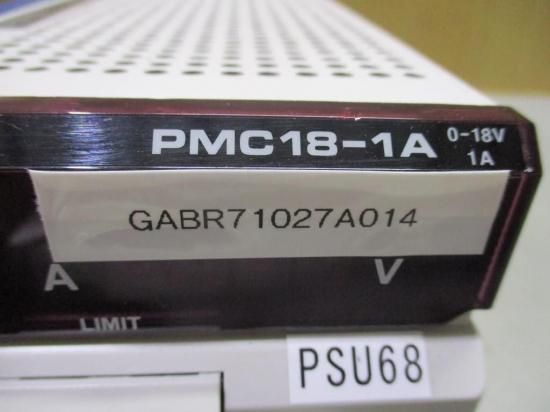 PMC18-1A 0-18V
1A
GABR71027A014
A V
LIMIT
PSU68